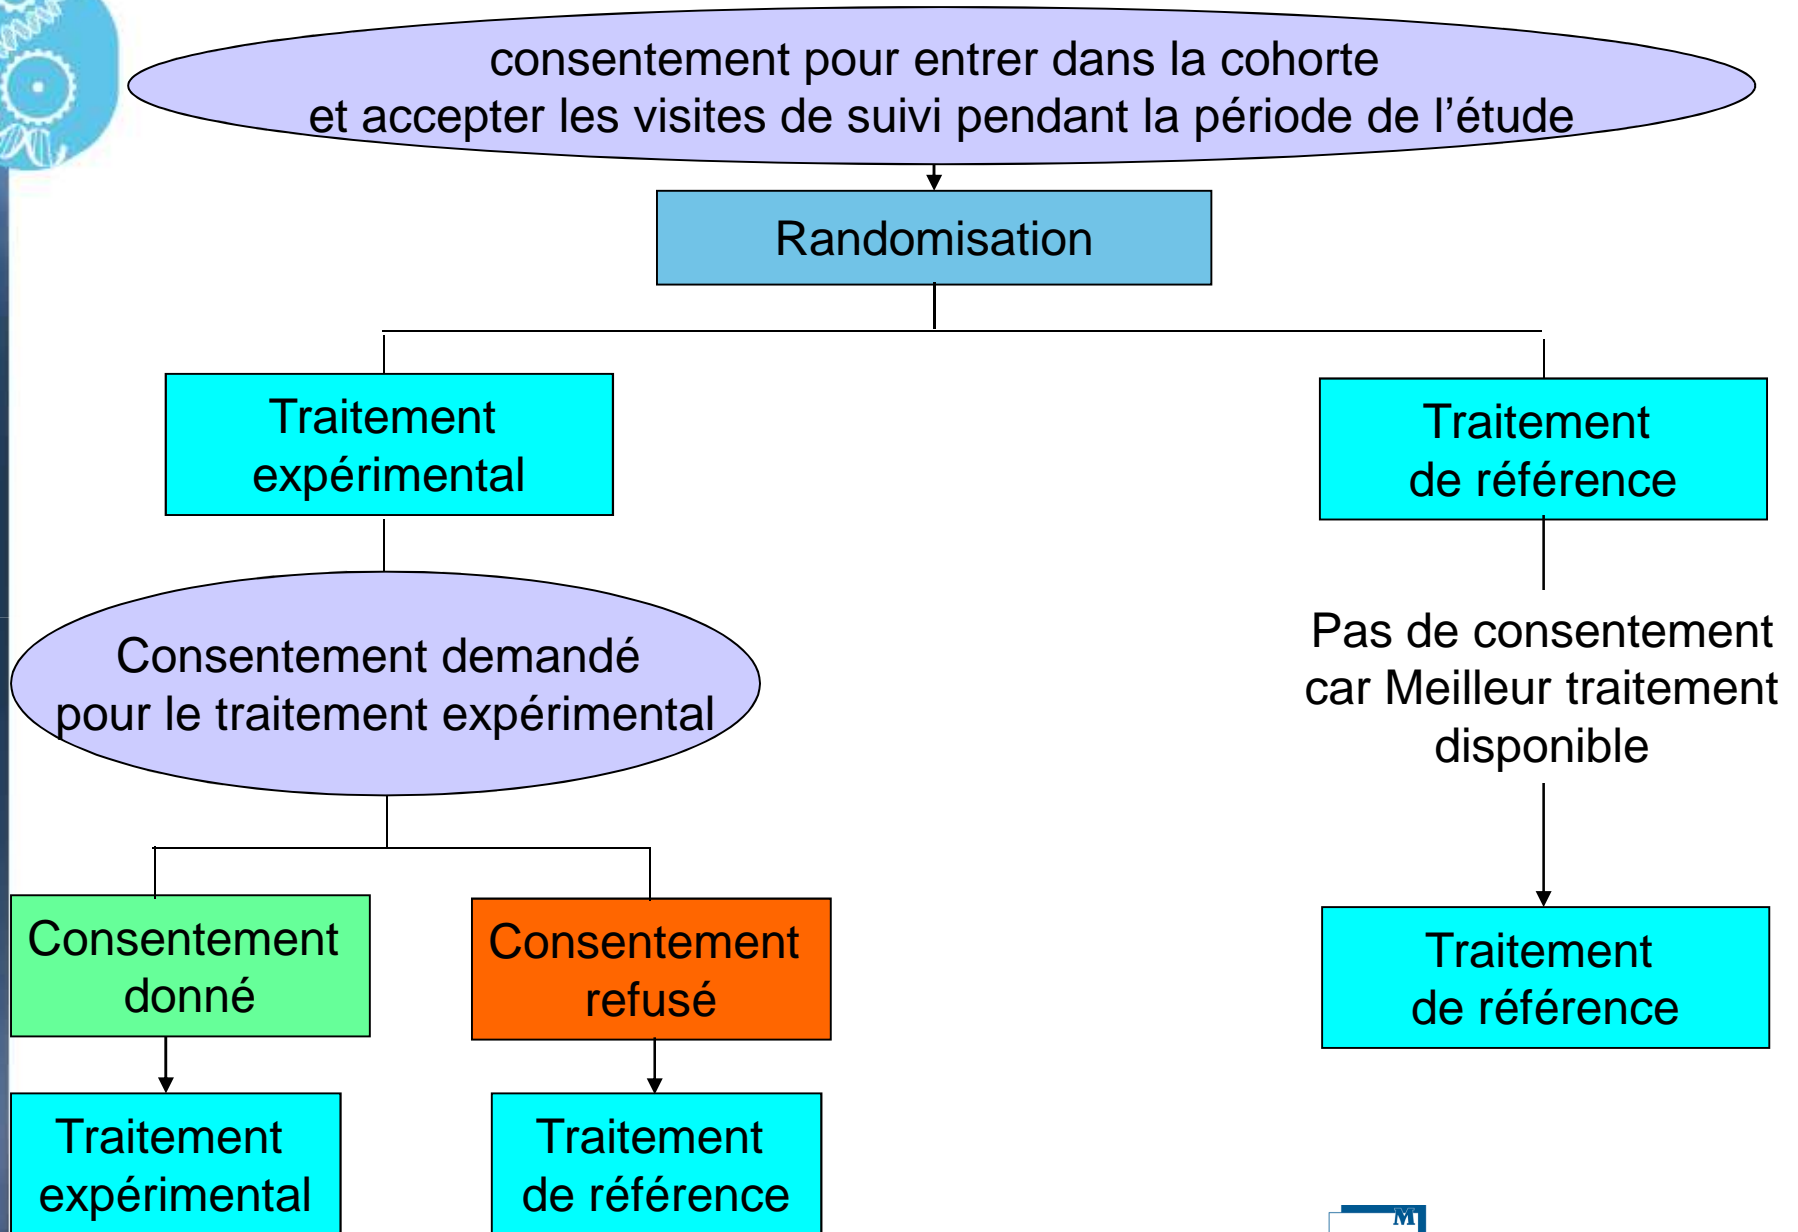 consentement pour entrer dans la cohorte
et accepter les visites de suivi pendant la période de l’étude
Randomisation
Traitement
expérimental
Traitement
de référence
Consentement demandé
pour le traitement expérimental
Pas de consentement
car Meilleur traitement
disponible
Consentement
donné
Consentement
refusé
Traitement
de référence
Traitement
expérimental
Traitement
de référence
M